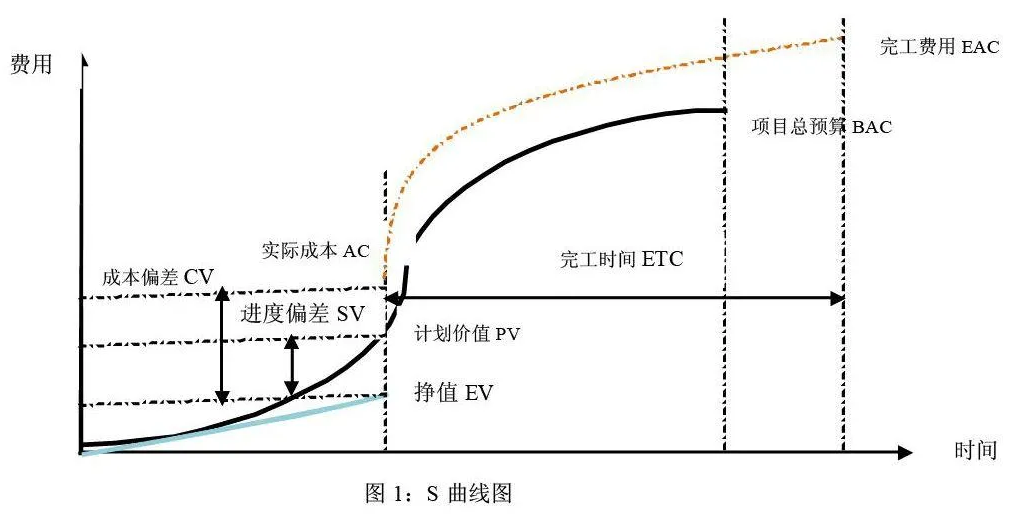 完工费用 EAC
费用
项目总预算 BAC
实际成本 AC
完工时间 ETC
成本偏差 CV
进度偏差 SV
计划价值 PV
挣值 EV
时间
图 1：S 曲线图